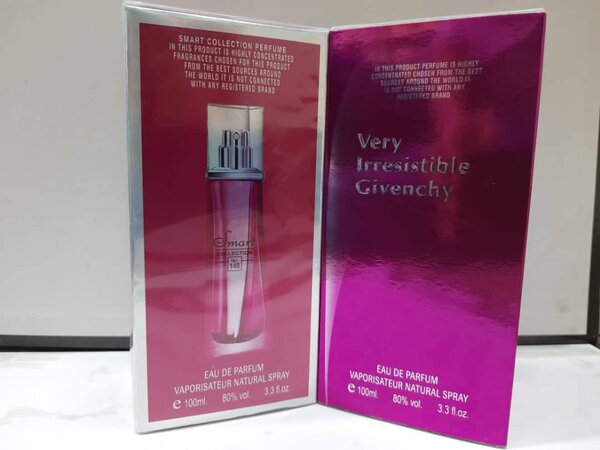 SMART COLLECTION PERFUME
IN THIS PRODUCT IS HIGHLY CONCENTRATED
FRAGRANCES CHOSEN FOR THIS PRODUCT
FROM THE BEST SOURCES AROUND
THE WORLD IT IS NOT CONNECTED
WITH ANY REGISTERED BRAND
Smart
COLLECTION
No.
148
EAU DE PARFUM
VAPORISATEUR NATURAL SPRAY
e 100ml. 80% vol. 3.3 fl.oz.
IN THIS PRODUCT PERFUME IS HIGHLY
CONCENTRATED CHOSEN FROM THE BEST
SOURCES AROUND THE WORLD IF
IS NOT CONNECTED WITH ANY
REGISTERED BRAND
Very
Irresistible
Givenchy
EAU DE PARFUM
VAPORISATEUR NATURAL SPRAY
e 100ml. 80% vol. 3.3 fl.oz.